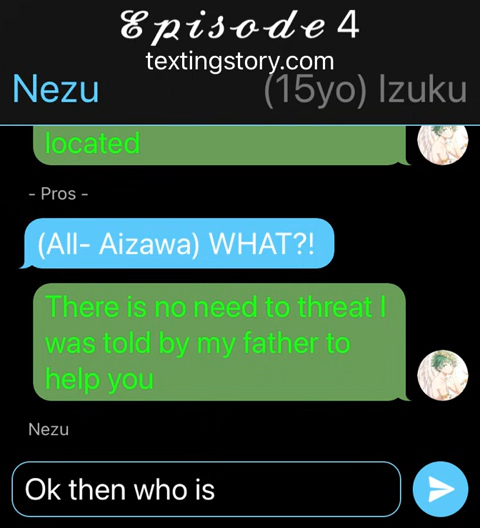 Episode 4
textingstory.com
Nezu (15yo) Izuku
located
- Pros -
(All- Aizawa) WHAT?!
There is no need to threat I
was told by my father to
help you
Nezu
Ok then who is